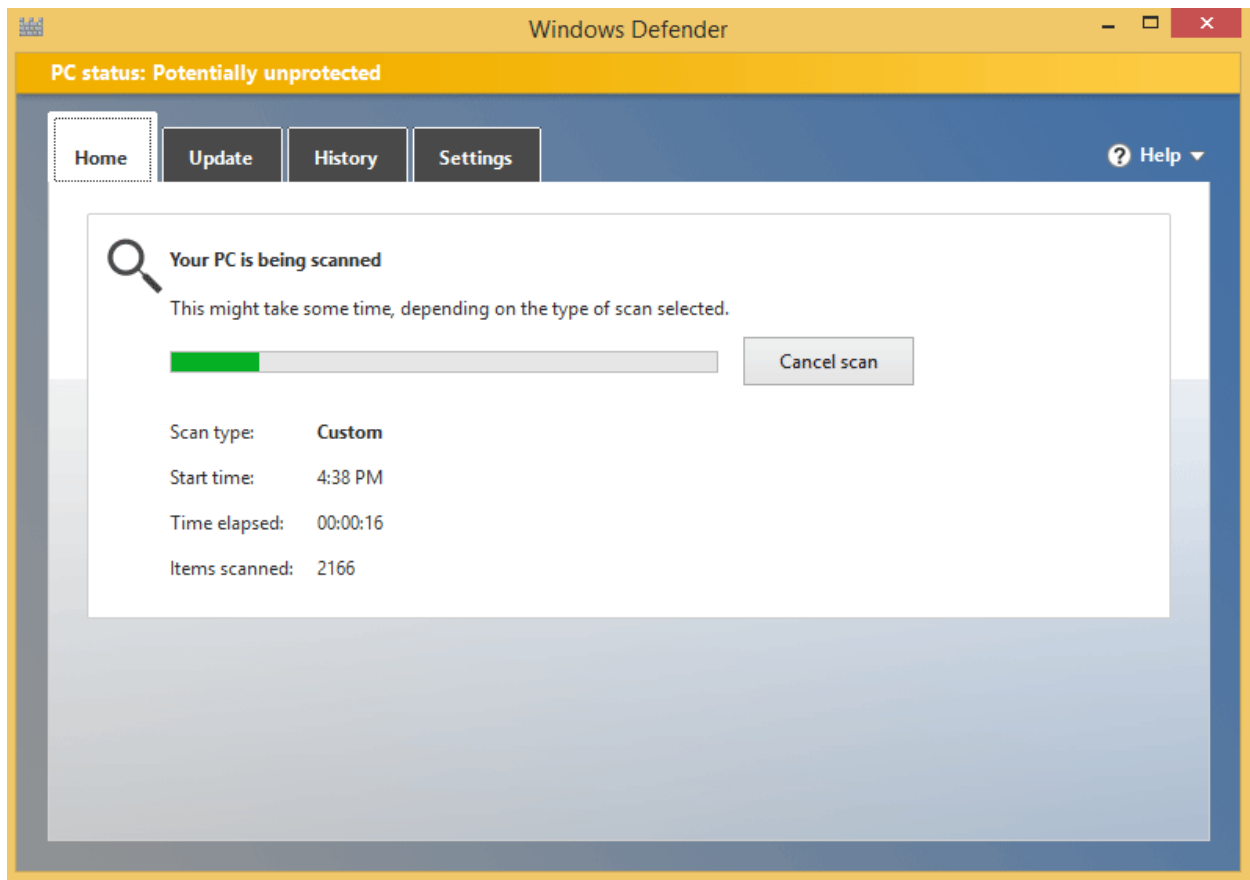 Windows Defender
PC status: Potentially unprotected
Home Update History Settings Help
Your PC is being scanned
This might take some time, depending on the type of scan selected.
Cancel scan
Scan type: Custom
Start time: 4:38 PM
Time elapsed: 00:00:16
Items scanned: 2166